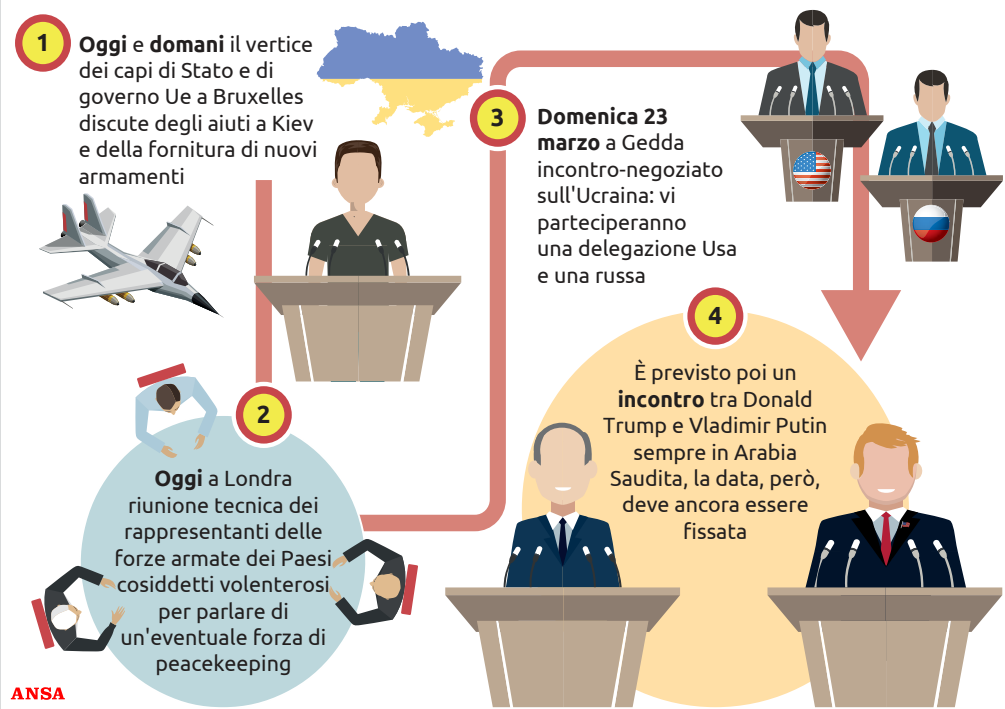 1
Oggi e domani il vertice
dei capi di Stato e di
governo Ue a Bruxelles
discute degli aiuti a Kiev
e della fornitura di nuovi
armamenti
2
Oggi a Londra
riunione tecnica dei
rappresentanti delle
forze armate dei Paesi
cosiddetti volenterosi
per parlare di
un'eventuale forza di
peacekeeping
3
Domenica 23
marzo a Gedda
incontro-negoziato
sull'Ucraina: vi
parteciperanno
una delegazione Usa
e una russa
4
È previsto poi un
incontro tra Donald
Trump e Vladimir Putin
sempre in Arabia
Saudita, la data, però,
deve ancora essere
fissata
ANSA